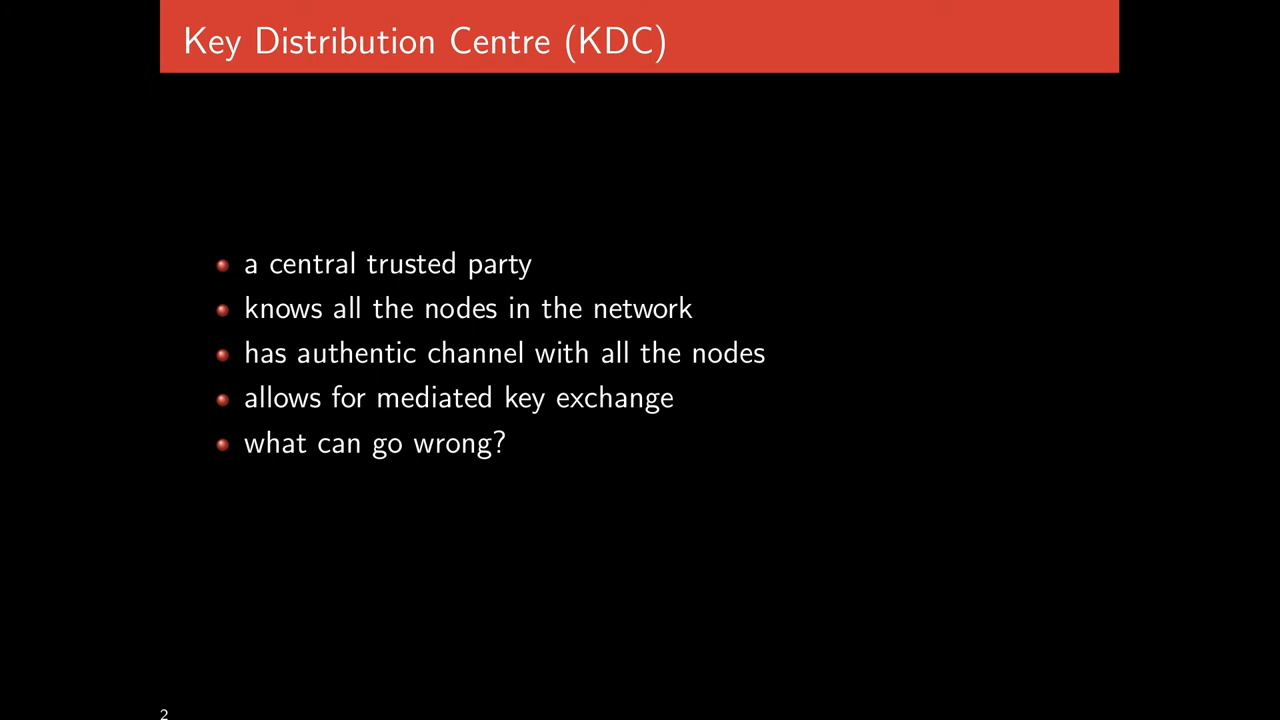 Key Distribution Centre (KDC)
a central trusted party
knows all the nodes in the network
has authentic channel with all the nodes
allows for mediated key exchange
what can go wrong?
2